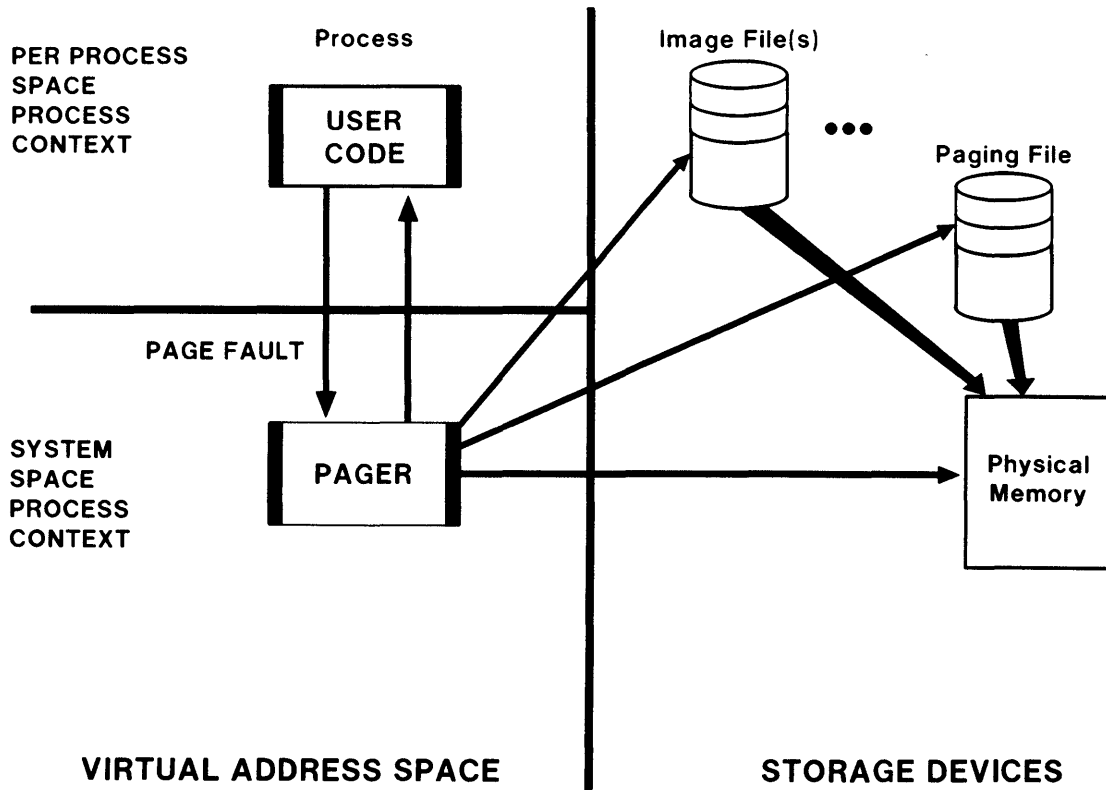 PER PROCESS
SPACE
PROCESS
CONTEXT
Process
USER
CODE
Image File(s)
Paging File
PAGE FAULT
SYSTEM
SPACE
PROCESS
CONTEXT
PAGER
Physical
Memory
VIRTUAL ADDRESS SPACE
STORAGE DEVICES